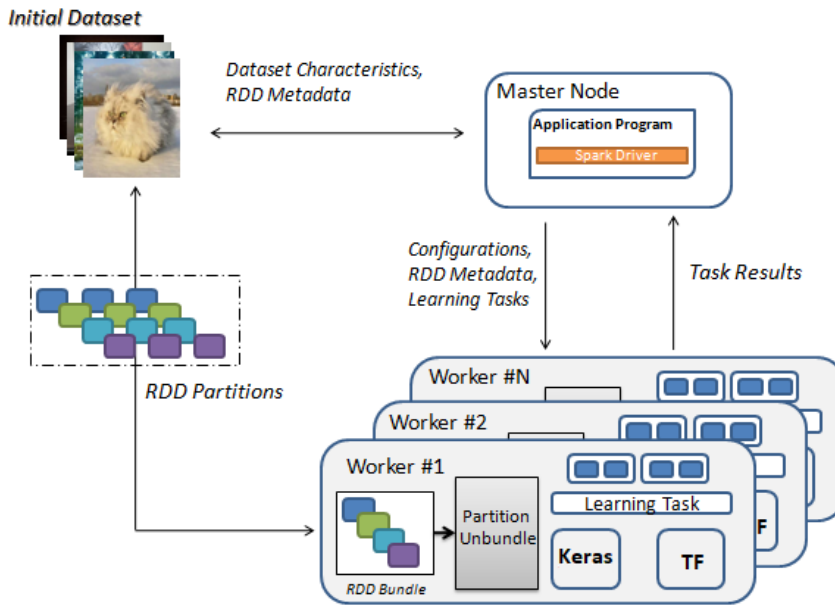 Initial Dataset
Dataset Characteristics,
RDD Metadata
Master Node
Application Program
Spark Driver
Configurations,
RDD Metadata,
Learning Tasks
Task Results
RDD Partitions
Worker #N
Worker #2
Worker #1
Learning Task
Partition
Unbundle
Keras
TF
F
RDD Bundle